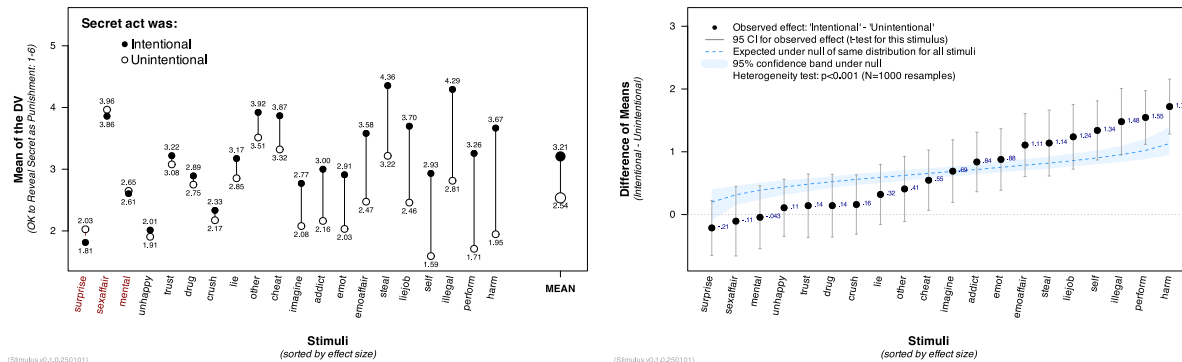 Secret act was:
Intentional
Unintentional
Mean of the DV
(OK to Reveal Secret as Punishment: 1-6)
5
4
3
2
2.03
1.81
3.96
3.86
2.65
2.61
2.01
1.91
3.22
3.08
2.89
2.75
2.33
2.17
3.17
2.85
3.92
3.51
3.87
3.32
2.77
2.08
3.00
2.16
2.91
2.03
3.58
2.47
4.36
3.22
3.70
2.46
2.93
1.59
4.29
2.81
3.26
1.71
3.67
1.95
3.21
2.54
surprise
sexaffair
mental
unhappy
trust
drug
crush
lie
other
cheat
imagine
addict
emot
emoaffair
steal
liejob
self
illegal
perform
harm
MEAN
Stimuli
(sorted by effect size)
(Stimulus v0.1.0.250101)
Observed effect: 'Intentional' - 'Unintentional'
95 CI for observed effect (t-test for this stimulus)
Expected under null of same distribution for all stimuli
95% confidence band under null
Heterogeneity test: p<0.001 (N=1000 resamples)
Difference of Means
(Intentional - Unintentional)
3
2
1
0
-.21
-.11
-.043
.11
.14
.14
.16
.32
.41
.55
.69
.84
.88
1.11
1.14
1.24
1.34
1.48
1.55
surprise
sexaffair
mental
unhappy
trust
drug
crush
lie
other
cheat
imagine
addict
emot
emoaffair
steal
liejob
self
illegal
perform
harm
Stimuli
(sorted by effect size)
(Stimulus v0.1.0.250101)